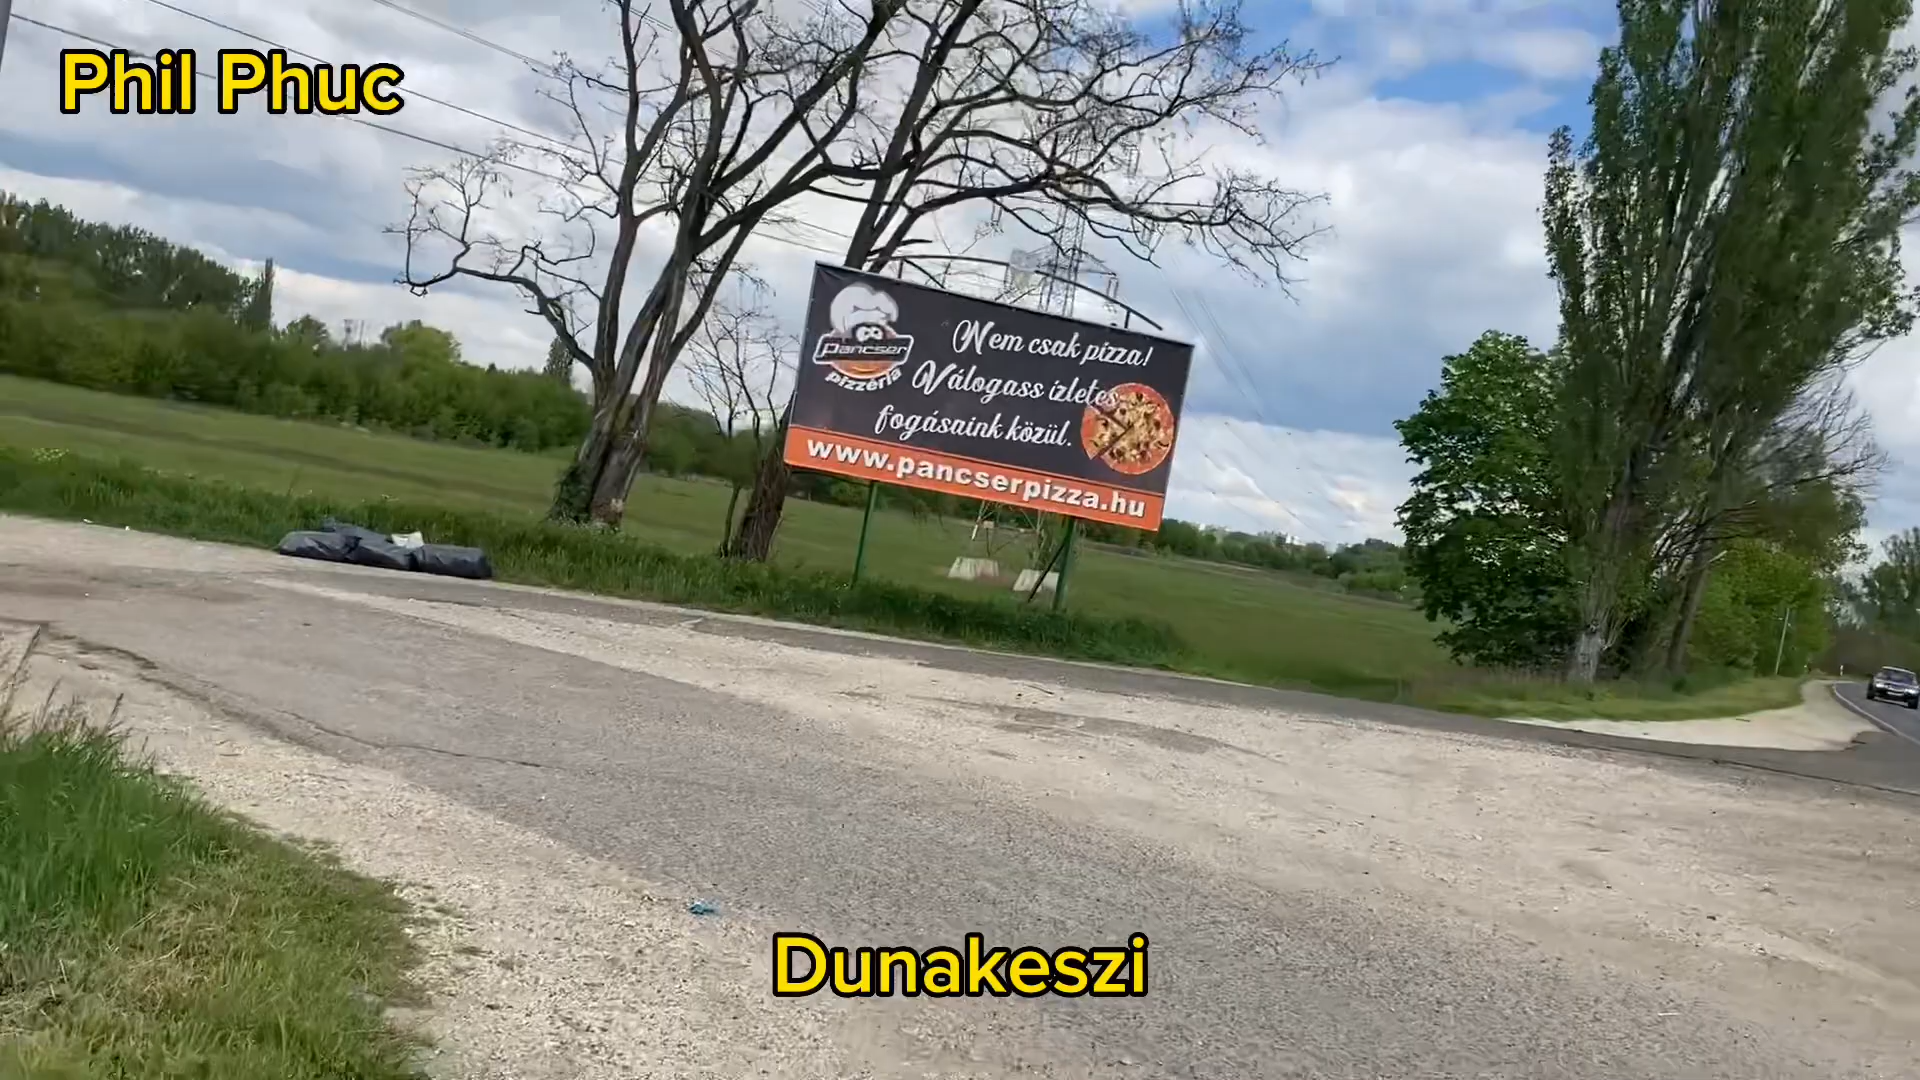 Phil Phuc
Pancser
pizzéria
Nem csak pizza!
Válogass ízletes
fogásaink közül.
www.pancserpizza.hu
Dunakeszi